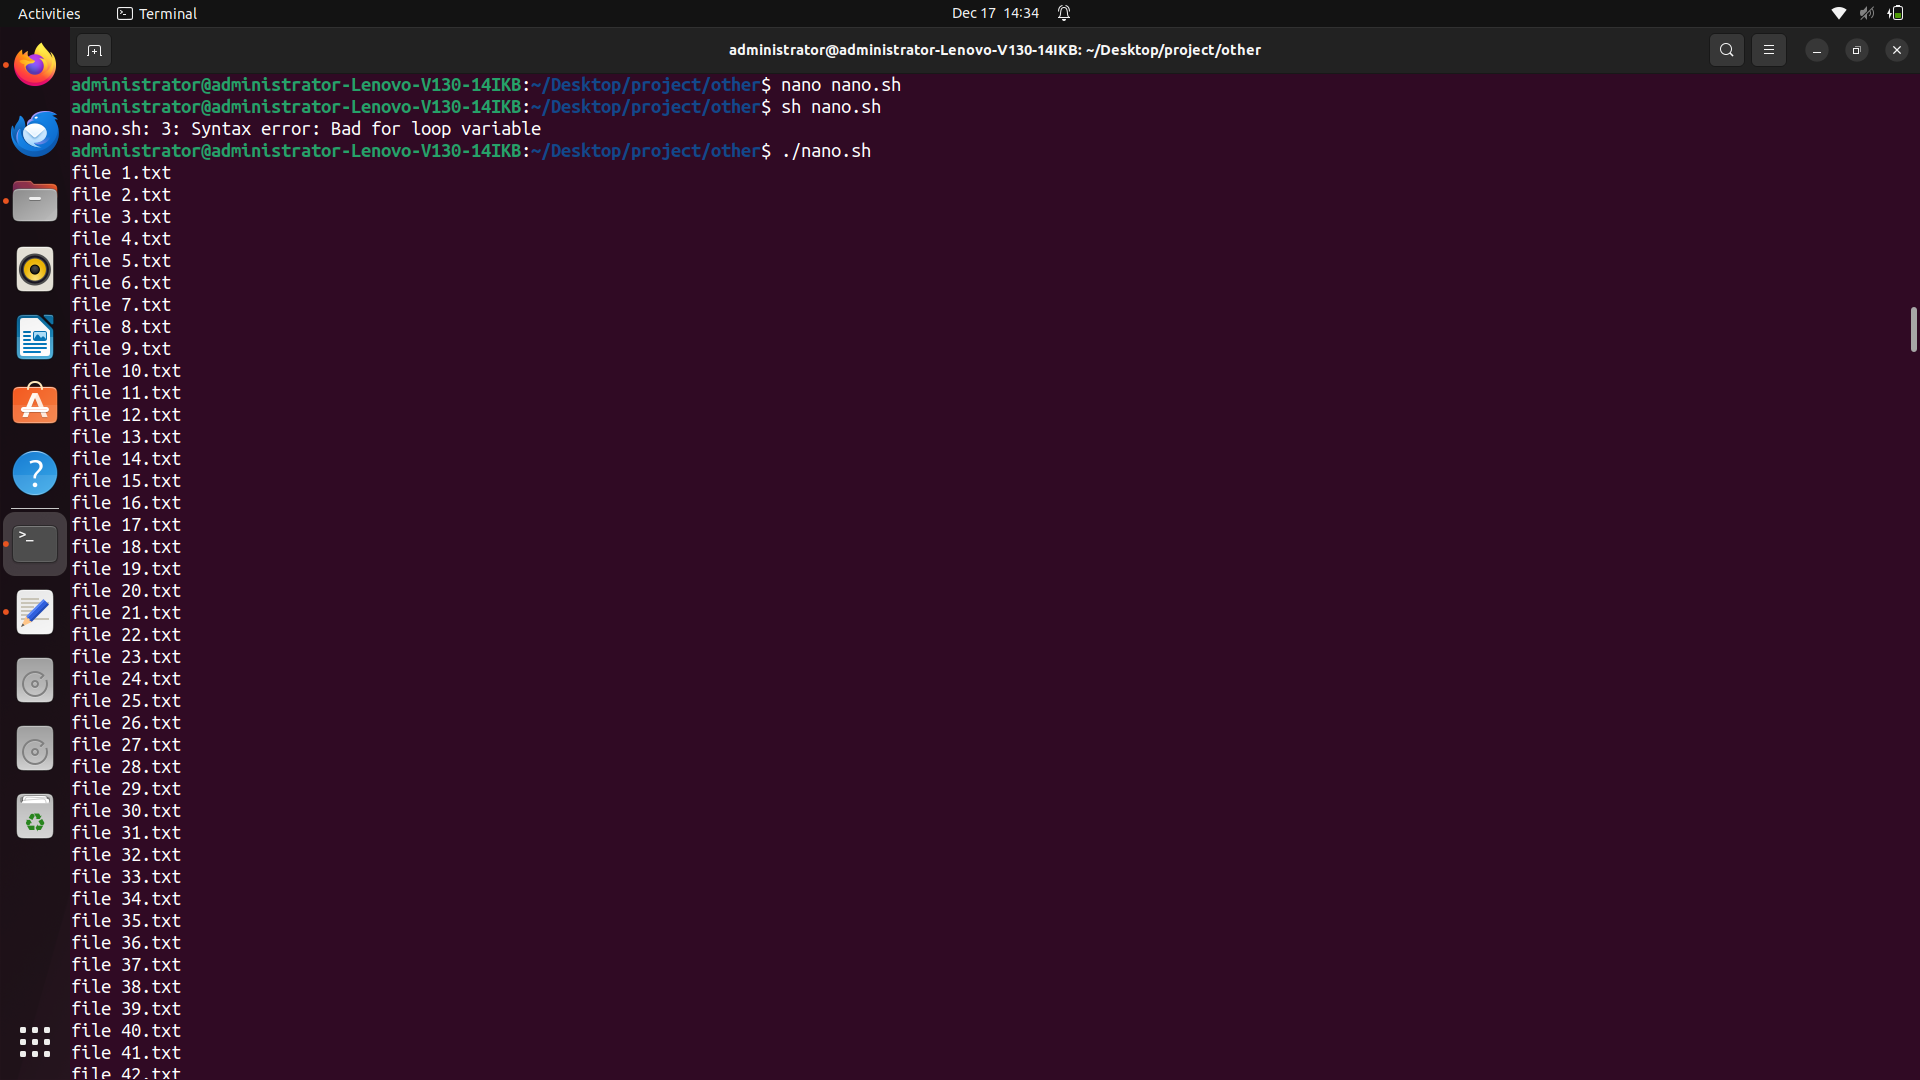 Activities
Terminal
Dec 17 14:34
administrator@administrator-Lenovo-V130-14IKB: ~/Desktop/project/other
administrator@administrator-Lenovo-V130-14IKB:~/Desktop/project/other$ nano nano.sh
administrator@administrator-Lenovo-V130-14IKB:~/Desktop/project/other$ sh nano.sh
nano.sh: 3: Syntax error: Bad for loop variable
administrator@administrator-Lenovo-V130-14IKB:~/Desktop/project/other$ ./nano.sh
file 1.txt
file 2.txt
file 3.txt
file 4.txt
file 5.txt
file 6.txt
file 7.txt
file 8.txt
file 9.txt
file 10.txt
file 11.txt
file 12.txt
file 13.txt
file 14.txt
file 15.txt
file 16.txt
file 17.txt
file 18.txt
file 19.txt
file 20.txt
file 21.txt
file 22.txt
file 23.txt
file 24.txt
file 25.txt
file 26.txt
file 27.txt
file 28.txt
file 29.txt
file 30.txt
file 31.txt
file 32.txt
file 33.txt
file 34.txt
file 35.txt
file 36.txt
file 37.txt
file 38.txt
file 39.txt
file 40.txt
file 41.txt
file 42.txt